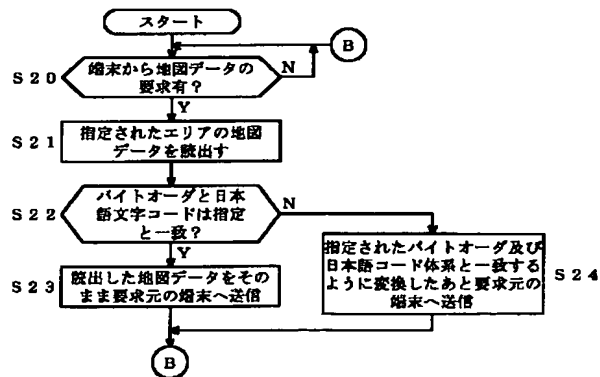 スタート
B
S20
端末から地図データの
要求有？
N
Y
S21
指定されたエリアの地図
データを読出す
S22
バイトオーダと日本
語文字コードは指定
と一致？
N
Y
S23
読出した地図データをそ
のまま要求元の端末へ送信
指定されたバイトオーダ及び
日本語コード体系と一致する
ように変換したあと要求元の
端末へ送信
S24
B